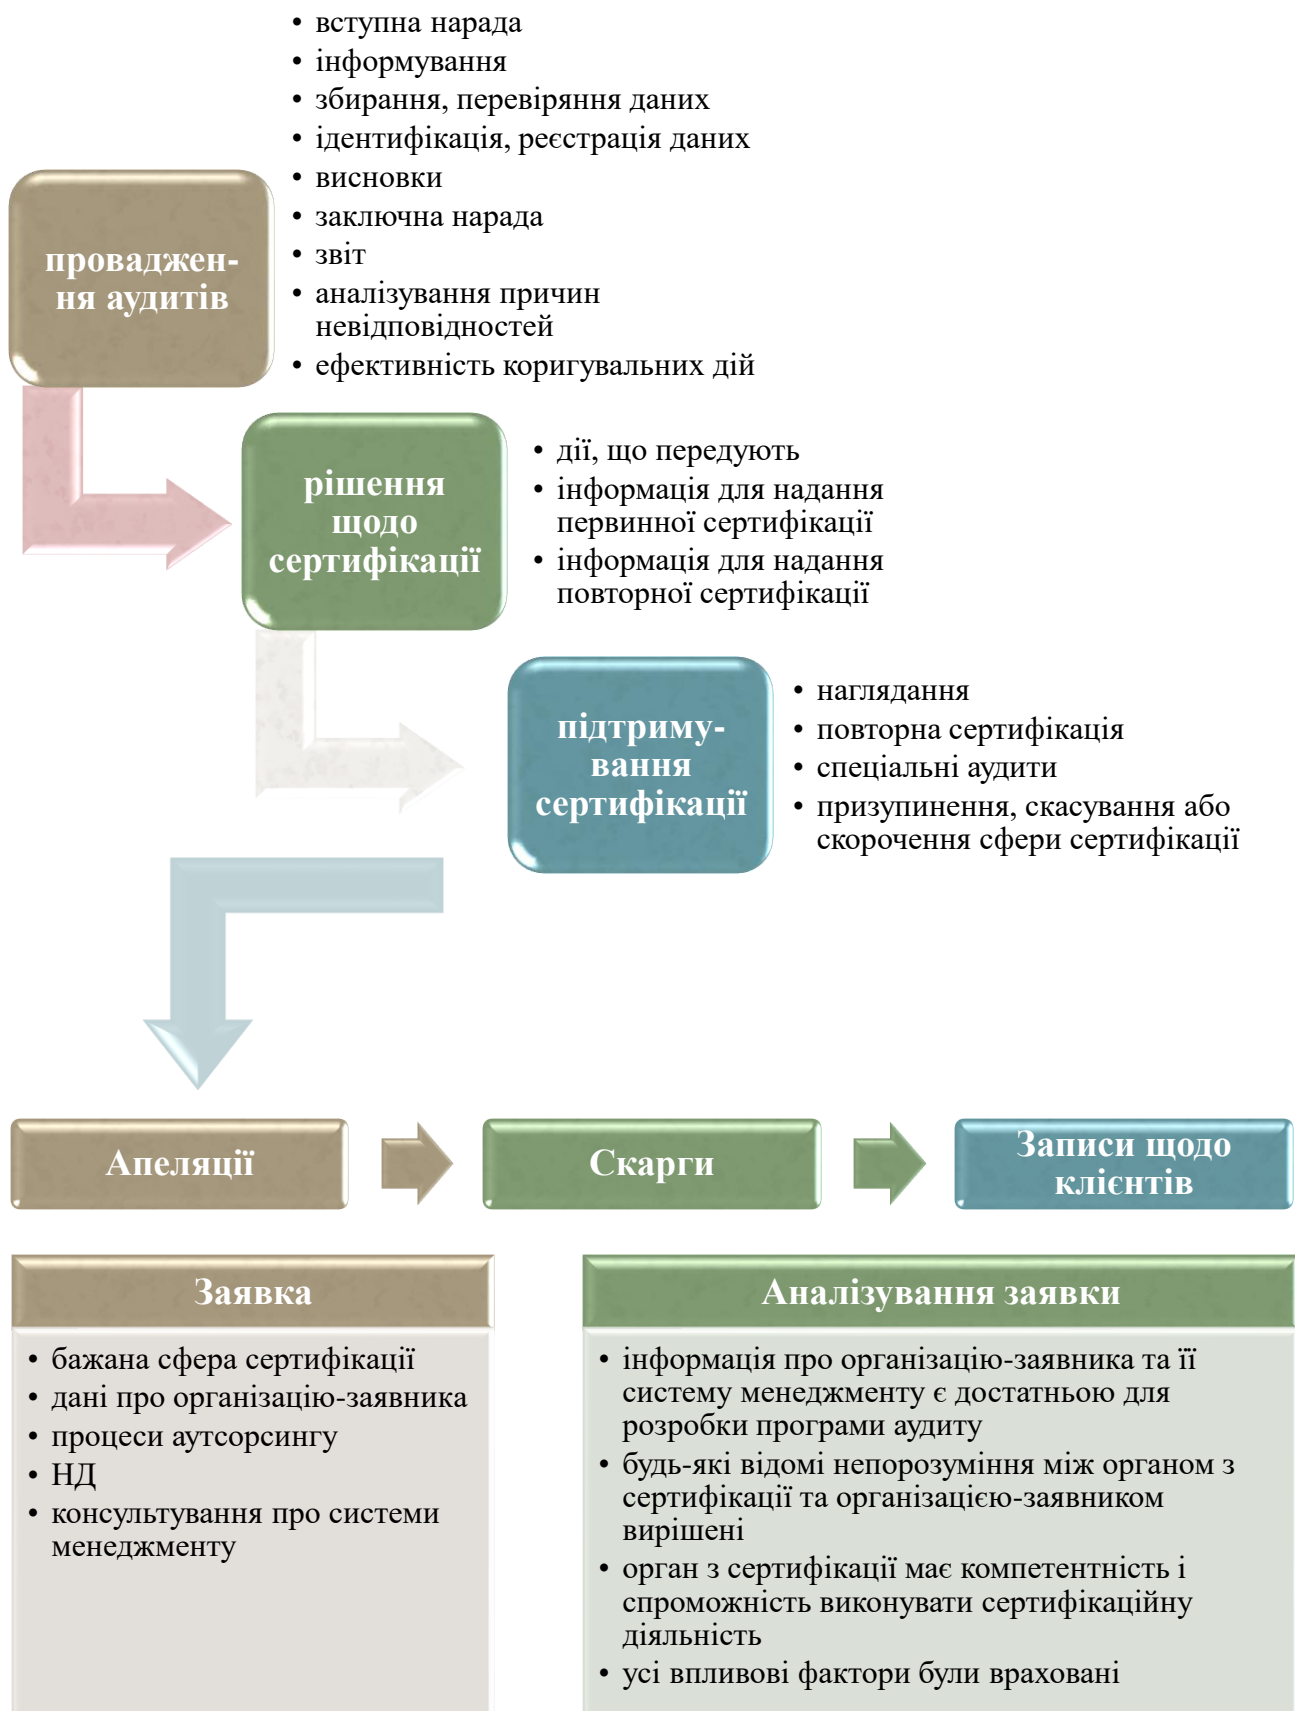 • вступна нарада
• інформування
• збирання, перевіряння даних
• ідентифікація, реєстрація даних
• висновки
• заключна нарада
• звіт
• аналізування причин
невідповідностей
• ефективність коригувальних дій
проваджен-
ня аудитів
рішення
щодо
сертифікації
• дії, що передують
• інформація для надання
первинної сертифікації
• інформація для надання
повторної сертифікації
підтриму-
вання
сертифікації
• наглядання
• повторна сертифікація
• спеціальні аудити
• призупинення, скасування або
скорочення сфери сертифікації
Апеляції
Скарги
Записи щодо
клієнтів
Заявка
• бажана сфера сертифікації
• дані про організацію-заявника
• процеси аутсорсингу
• НД
• консультування про системи
менеджменту
Аналізування заявки
• інформація про організацію-заявника та її
систему менеджменту є достатньою для
розробки програми аудиту
• будь-які відомі непорозуміння між органом з
сертифікації та організацією-заявником
вирішені
• орган з сертифікації має компетентність і
спроможність виконувати сертифікаційну
діяльність
• усі впливові фактори були враховані